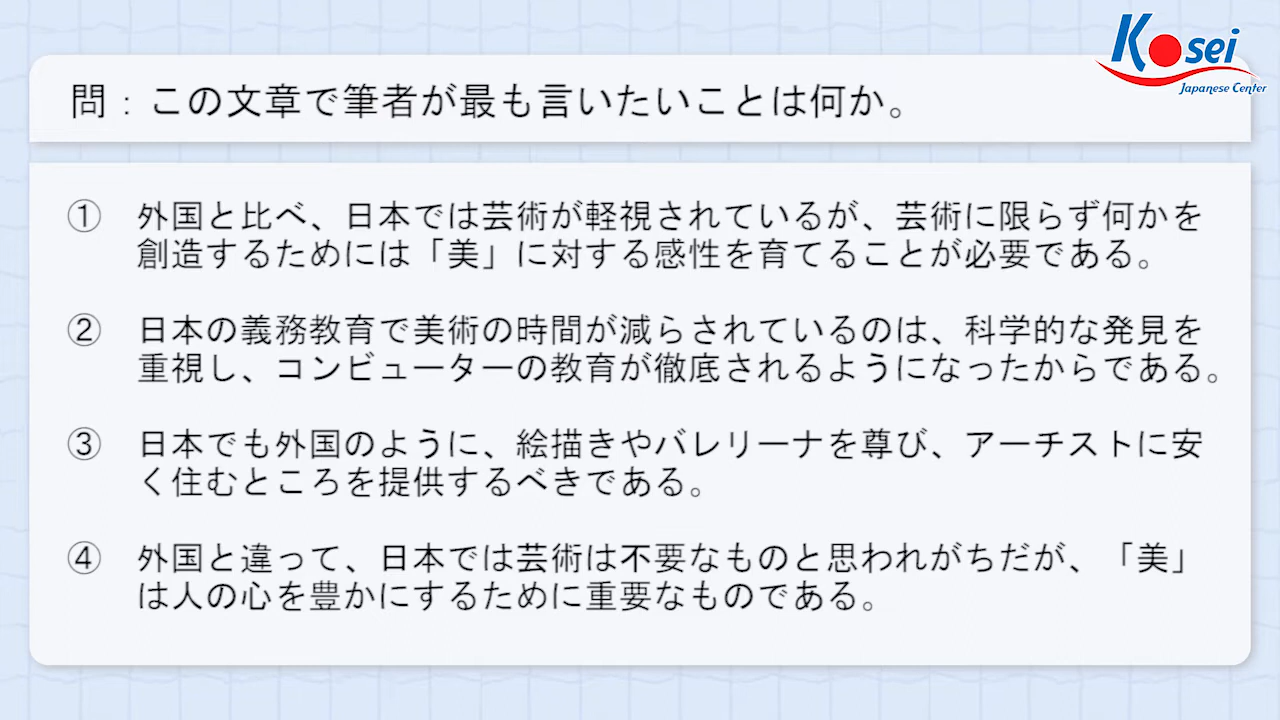 Kosei
Japanese Center
問：この文章で筆者が最も言いたいことは何か。
① 外国と比べ、日本では芸術が軽視されているが、芸術に限らず何かを
創造するためには「美」に対する感性を育てることが必要である。
② 日本の義務教育で美術の時間が減らされているのは、科学的な発見を
重視し、コンピューターの教育が徹底されるようになったからである。
③ 日本でも外国のように、絵描きやバレリーナを尊び、アーチストに安
く住むところを提供するべきである。
④ 外国と違って、日本では芸術は不要なものと思われがちだが、「美」
は人の心を豊かにするために重要なものである。